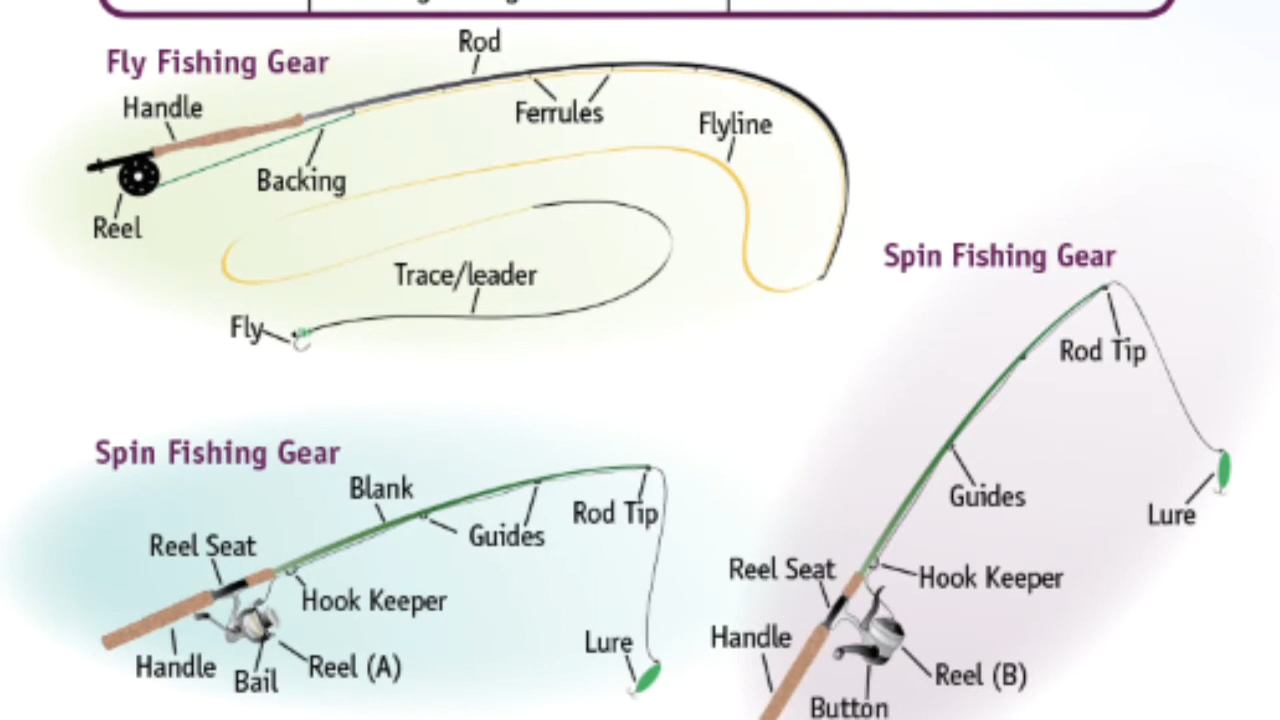 Fly Fishing Gear
Rod
Handle
Ferrules
Flyline
Backing
Reel
Trace/leader
Fly
Spin Fishing Gear
Rod Tip
Guides
Lure
Reel Seat
Hook Keeper
Handle
Reel (B)
Button
Spin Fishing Gear
Blank
Guides
Rod Tip
Reel Seat
Hook Keeper
Lure
Handle
Bail
Reel (A)